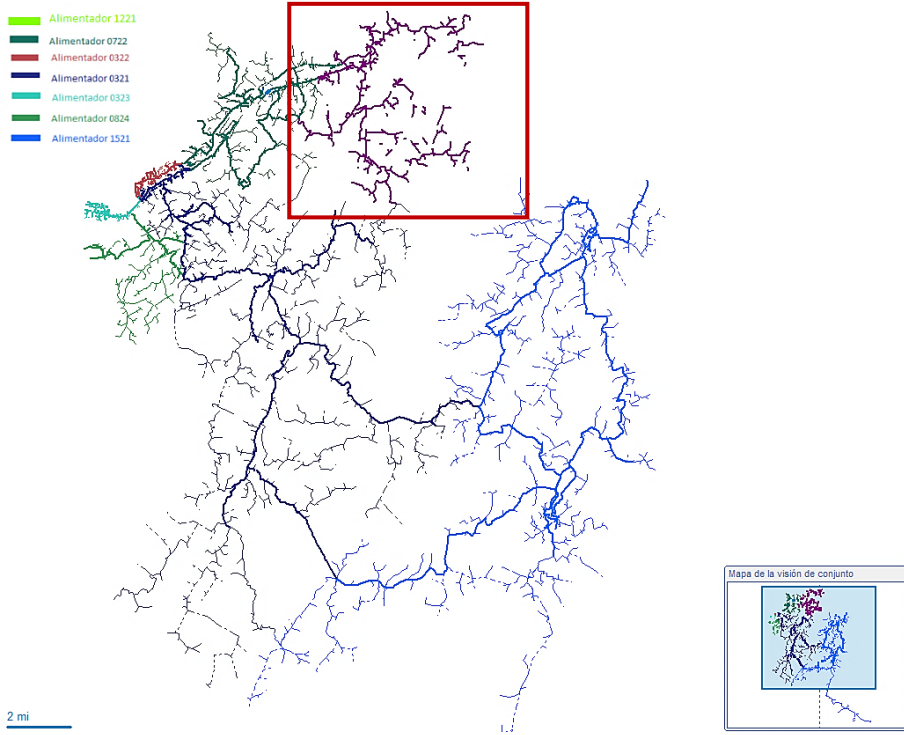 Alimentador 1221
Alimentador 0722
Alimentador 0322
Alimentador 0321
Alimentador 0323
Alimentador 0824
Alimentador 1521
Mapa de la visión de conjunto
2 mi